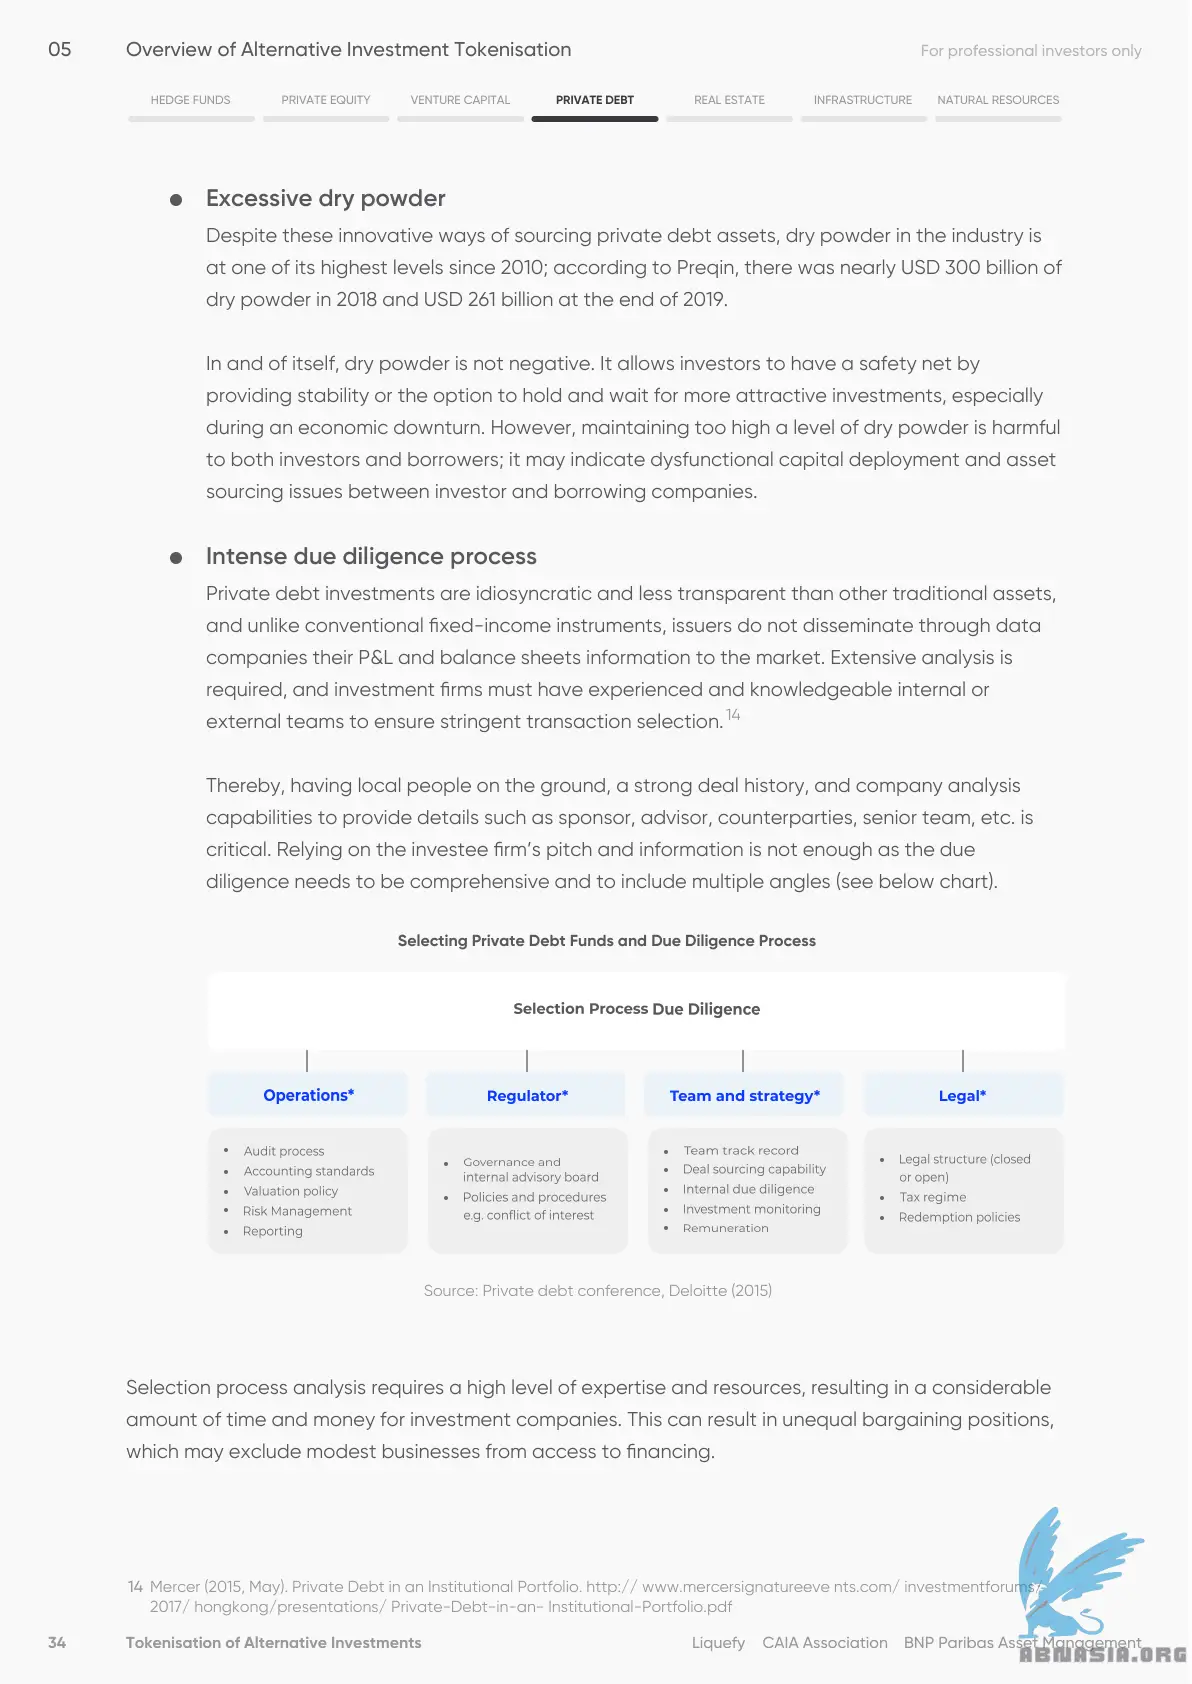 05 Overview of Alternative Investment Tokenisation For professional investors only
HEDGE FUNDS PRIVATE EQUITY VENTURE CAPITAL PRIVATE DEBT REAL ESTATE INFRASTRUCTURE NATURAL RESOURCES
● Excessive dry powder
Despite these innovative ways of sourcing private debt assets, dry powder in the industry is
at one of its highest levels since 2010; according to Preqin, there was nearly USD 300 billion of
dry powder in 2018 and USD 261 billion at the end of 2019.
In and of itself, dry powder is not negative. It allows investors to have a safety net by
providing stability or the option to hold and wait for more attractive investments, especially
during an economic downturn. However, maintaining too high a level of dry powder is harmful
to both investors and borrowers; it may indicate dysfunctional capital deployment and asset
sourcing issues between investor and borrowing companies.
● Intense due diligence process
Private debt investments are idiosyncratic and less transparent than other traditional assets,
and unlike conventional fixed-income instruments, issuers do not disseminate through data
companies their P&L and balance sheets information to the market. Extensive analysis is
required, and investment firms must have experienced and knowledgeable internal or
external teams to ensure stringent transaction selection. 14
Thereby, having local people on the ground, a strong deal history, and company analysis
capabilities to provide details such as sponsor, advisor, counterparties, senior team, etc. is
critical. Relying on the investee firm's pitch and information is not enough as the due
diligence needs to be comprehensive and to include multiple angles (see below chart).
Selecting Private Debt Funds and Due Diligence Process
Selection Process Due Diligence
Operations*
• Audit process
• Accounting standards
• Valuation policy
• Risk Management
• Reporting
Regulator*
• Governance and
internal advisory board
• Policies and procedures
e.g. conflict of interest
Team and strategy*
• Team track record
• Deal sourcing capability
• Internal due diligence
• Investment monitoring
• Remuneration
Legal*
• Legal structure (closed
or open)
• Tax regime
• Redemption policies
Source: Private debt conference, Deloitte (2015)
Selection process analysis requires a high level of expertise and resources, resulting in a considerable
amount of time and money for investment companies. This can result in unequal bargaining positions,
which may exclude modest businesses from access to financing.
14 Mercer (2015, May). Private Debt in an Institutional Portfolio. http:// www.mercersignatureeve nts.com/ investmentforums/
2017/ hongkong/presentations/ Private-Debt-in-an- Institutional-Portfolio.pdf
34 Tokenisation of Alternative Investments Liquefy CAIA Association BNP Paribas Asset Management
ABNASIA.ORG